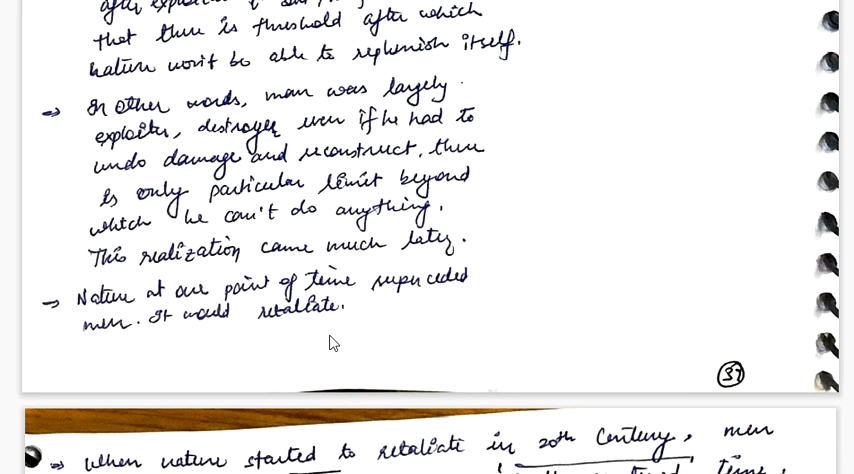 that there is threshold after which
nature won't be able to replenish itself.
→ In other words, man was largely
exploiter, destroyer even if he had to
undo damage and reconstruct, there
is only particular limit beyond
which he can't do anything.
This realization came much later.
→ Nature at one point of time superceded
men. It would retaliate.
37
→ When nature started to retaliate in 20th Century, men
time,